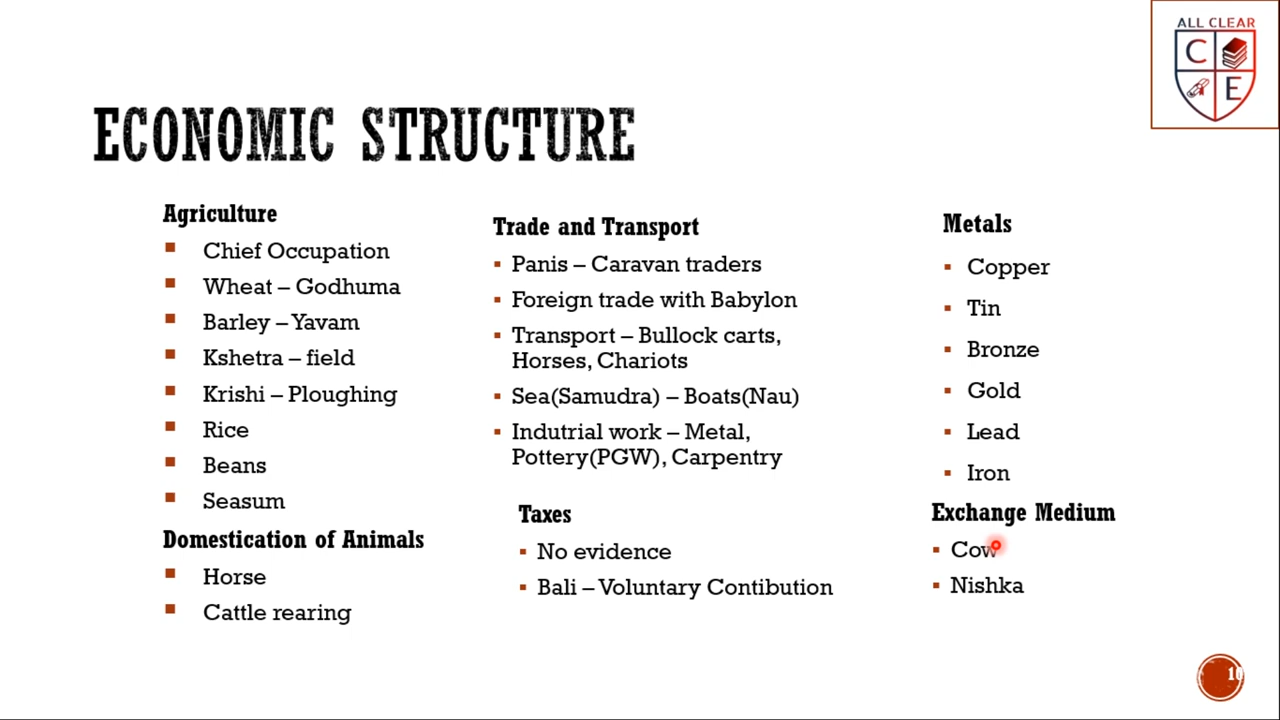 ALL CLEAR
C
E
ECONOMIC STRUCTURE
Agriculture
Chief Occupation
Wheat – Godhuma
Barley – Yavam
Kshetra – field
Krishi – Ploughing
Rice
Beans
Seasum
Domestication of Animals
Horse
Cattle rearing
Trade and Transport
Panis – Caravan traders
Foreign trade with Babylon
Transport – Bullock carts,
Horses, Chariots
Sea(Samudra) – Boats(Nau)
Indutrial work – Metal,
Pottery(PGW), Carpentry
Taxes
No evidence
Bali – Voluntary Contibution
Metals
Copper
Tin
Bronze
Gold
Lead
Iron
Exchange Medium
Cow
Nishka